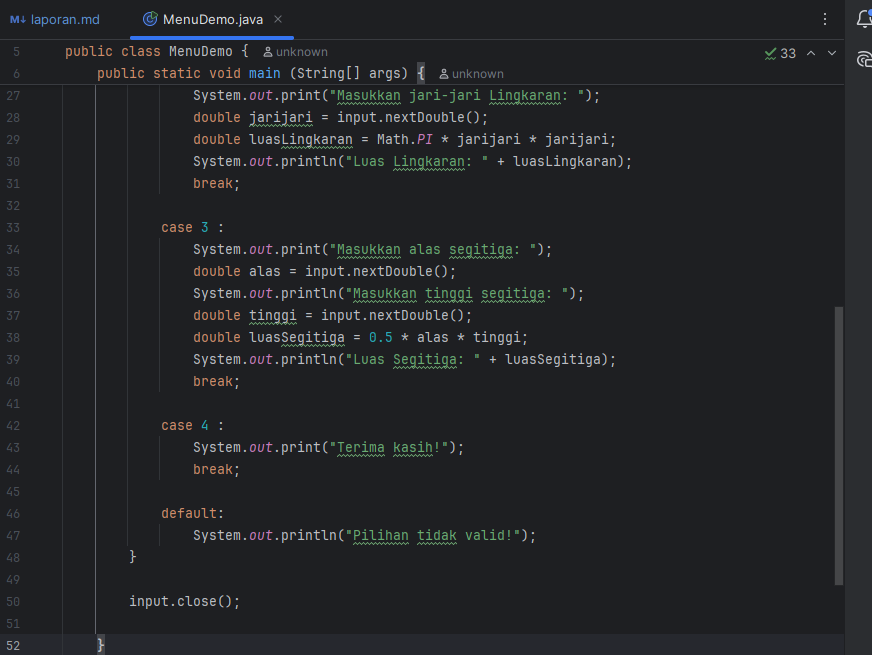 M↓ laporan.md MenuDemo.java ×
5 public class MenuDemo { unknown
33
6 public static void main (String[] args) { unknown
27 System.out.print("Masukkan jari-jari Lingkaran: ");
28 double jarijari = input.nextDouble();
29 double luasLingkaran = Math.PI * jarijari * jarijari;
30 System.out.println("Luas Lingkaran: " + luasLingkaran);
31 break;
32
33 case 3 :
34 System.out.print("Masukkan alas segitiga: ");
35 double alas = input.nextDouble();
36 System.out.println("Masukkan tinggi segitiga: ");
37 double tinggi = input.nextDouble();
38 double luasSegitiga = 0.5 * alas * tinggi;
39 System.out.println("Luas Segitiga: " + luasSegitiga);
40 break;
41
42 case 4 :
43 System.out.print("Terima kasih!");
44 break;
45
46 default:
47 System.out.println("Pilihan tidak valid!");
48 }
49
50 input.close();
51
52 }